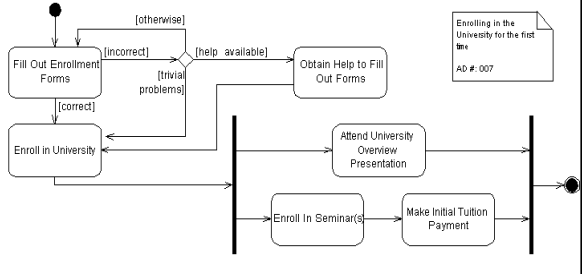 [otherwise]
Enrolling in the
University for the first
time
AD #: 007
Fill Out Enrollment
Forms
[incorrect]
[help available]
Obtain Help to Fill
Out Forms
[trivial
problems]
[correct]
Enroll in University
Attend University
Overview
Presentation
Enroll In Seminar(s)
Make Initial Tuition
Payment